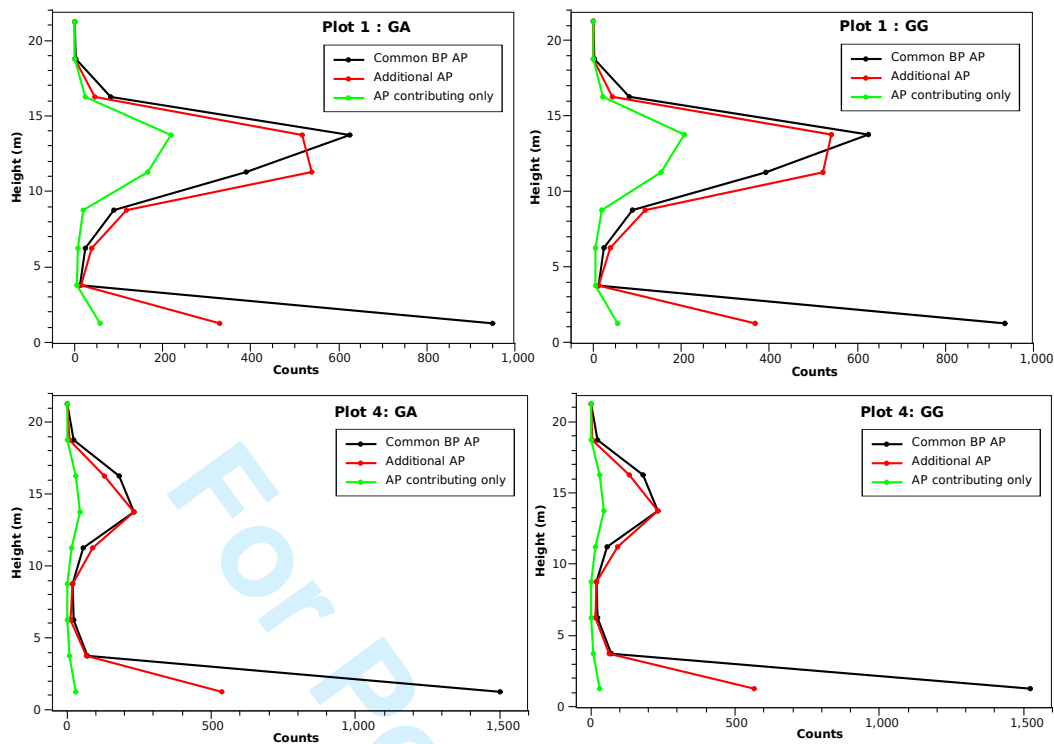 Plot 1 : GA
Common BP AP
Additional AP
AP contributing only
Height (m)
20
15
10
5
0
0 200 400 600 800 1,000
Counts
Plot 1 : GG
Common BP AP
Additional AP
AP contributing only
Height (m)
20
15
10
5
0
0 200 400 600 800 1,000
Counts
Plot 4: GA
Common BP AP
Additional AP
AP contributing only
Height (m)
20
15
10
5
0
0 500 1,000 1,500
Counts
Plot 4: GG
Common BP AP
Additional AP
AP contributing only
Height (m)
20
15
10
5
0
0 500 1,000 1,500
Counts
For Pe